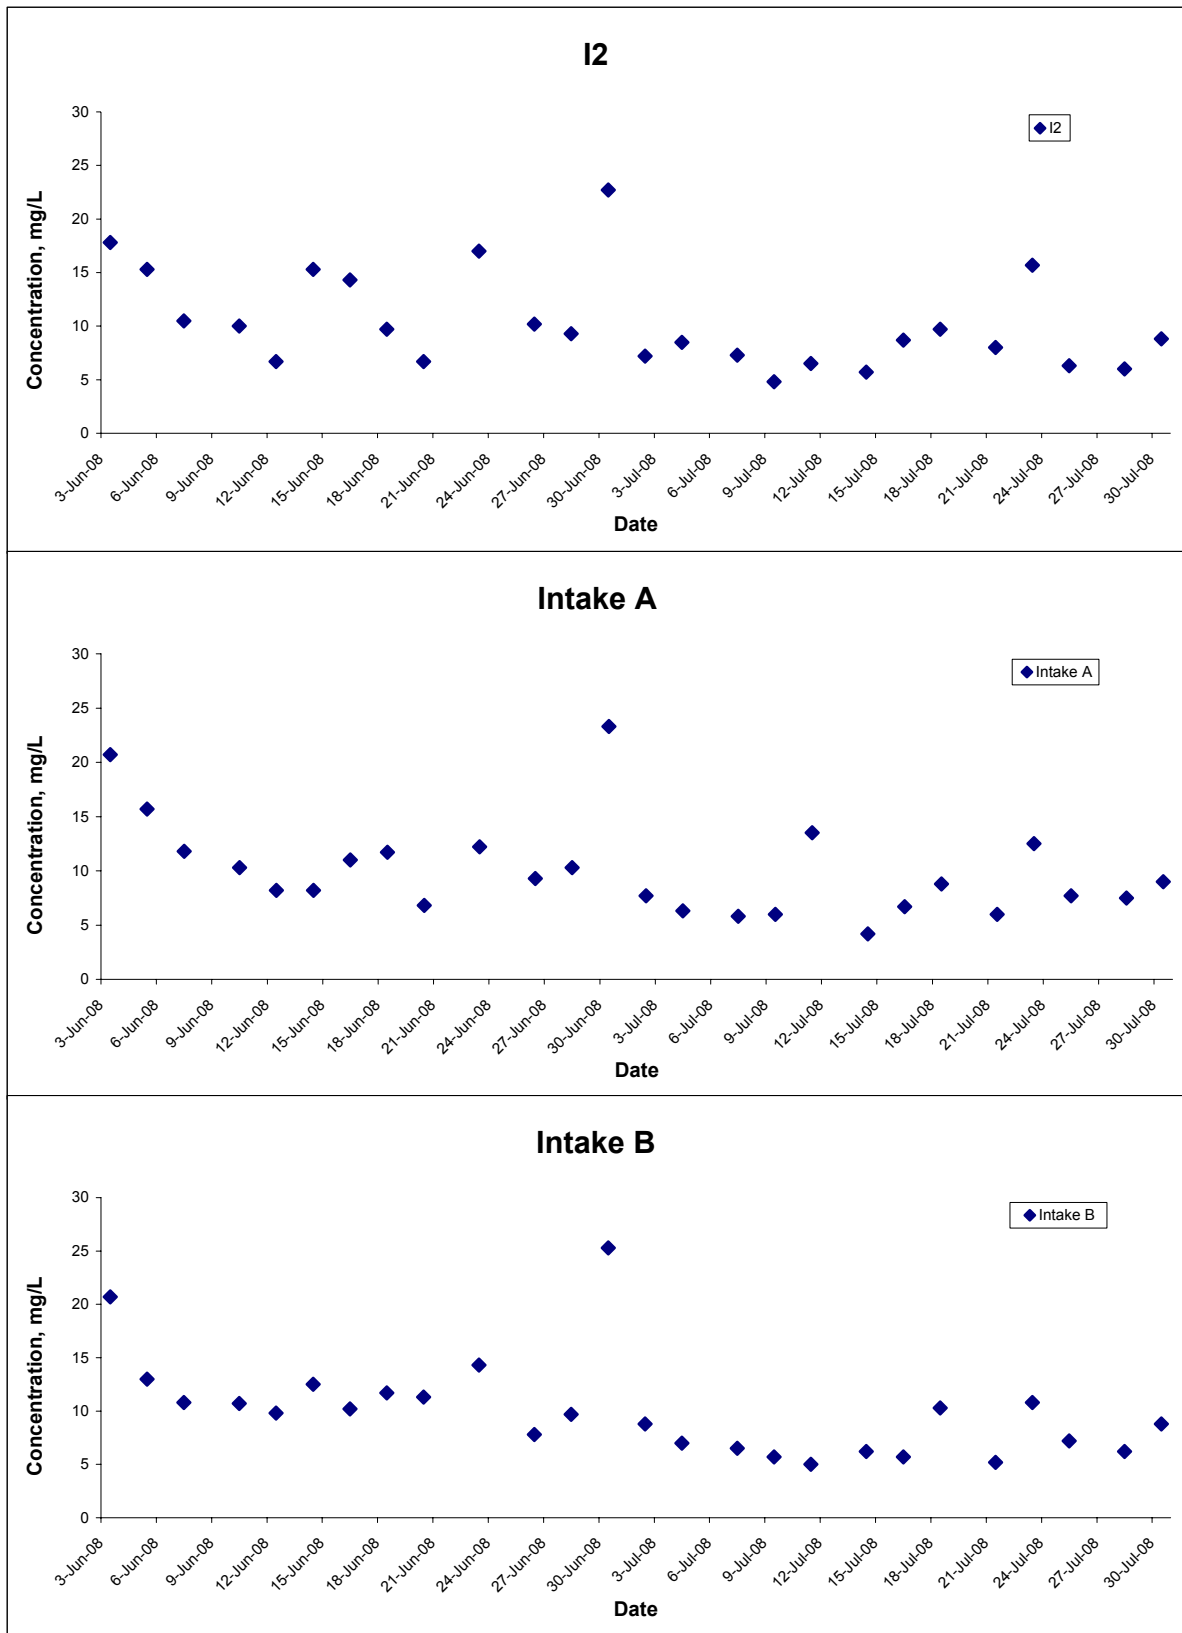 I2
30
25
20
15
10
5
0
Concentration, mg/L
I2
3-Jun-08 6-Jun-08 9-Jun-08 12-Jun-08 15-Jun-08 18-Jun-08 21-Jun-08 24-Jun-08 27-Jun-08 30-Jun-08 3-Jul-08 6-Jul-08 9-Jul-08 12-Jul-08 15-Jul-08 18-Jul-08 21-Jul-08 24-Jul-08 27-Jul-08 30-Jul-08
Date
Intake A
30
25
20
15
10
5
0
Concentration, mg/L
Intake A
3-Jun-08 6-Jun-08 9-Jun-08 12-Jun-08 15-Jun-08 18-Jun-08 21-Jun-08 24-Jun-08 27-Jun-08 30-Jun-08 3-Jul-08 6-Jul-08 9-Jul-08 12-Jul-08 15-Jul-08 18-Jul-08 21-Jul-08 24-Jul-08 27-Jul-08 30-Jul-08
Date
Intake B
30
25
20
15
10
5
0
Concentration, mg/L
Intake B
3-Jun-08 6-Jun-08 9-Jun-08 12-Jun-08 15-Jun-08 18-Jun-08 21-Jun-08 24-Jun-08 27-Jun-08 30-Jun-08 3-Jul-08 6-Jul-08 9-Jul-08 12-Jul-08 15-Jul-08 18-Jul-08 21-Jul-08 24-Jul-08 27-Jul-08 30-Jul-08
Date